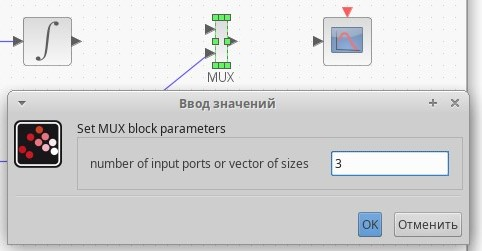 MUX
Ввод значений
Set MUX block parameters
number of input ports or vector of sizes 3
OK Отменить